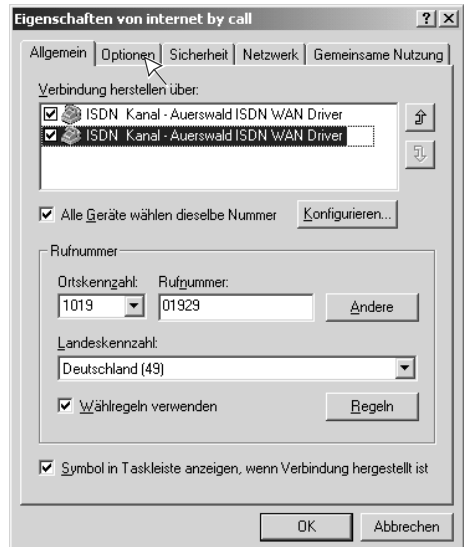 Eigenschaften von internet by call
Allgemein Optionen Sicherheit Netzwerk Gemeinsame Nutzung
Verbindung herstellen über:
ISDN Kanal - Auerswald ISDN WAN Driver
ISDN Kanal - Auerswald ISDN WAN Driver
Alle Geräte wählen dieselbe Nummer Konfigurieren...
Rufnummer
Ortskennzahl: Rufnummer:
1019 01929 Andere
Landeskennzahl:
Deutschland (49)
Wählregeln verwenden Regeln
Symbol in Taskleiste anzeigen, wenn Verbindung hergestellt ist
OK Abbrechen